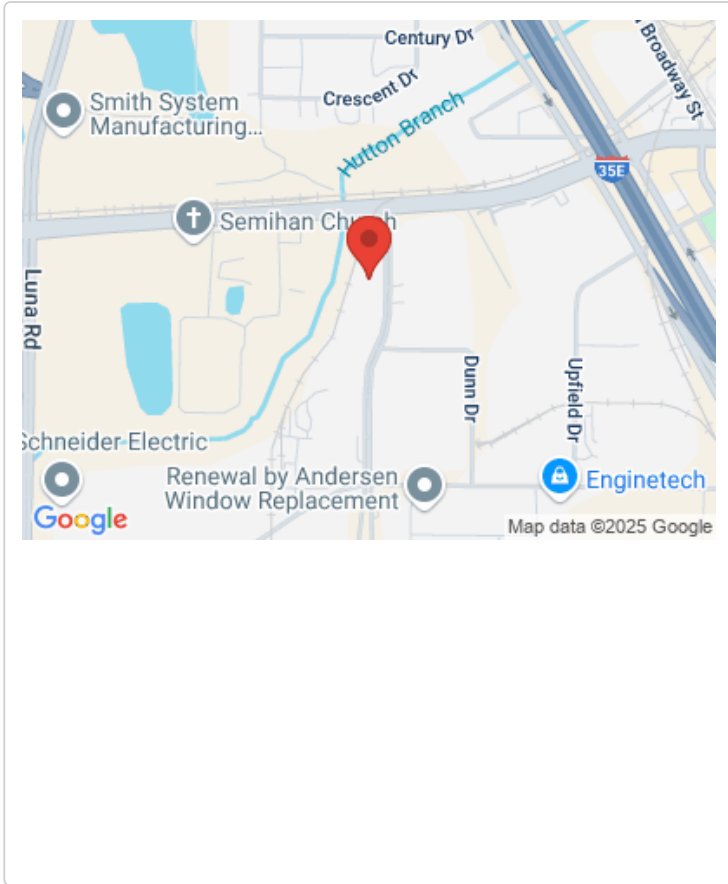 Century Dr
Broadway St
Crescent Dr
Smith System
Manufacturing...
Hutton Branch
35E
Semihan Church
Luna Rd
Dunn Dr
Upfield Dr
Schneider Electric
Renewal by Andersen
Window Replacement
Enginetech
Google
Map data ©2025 Google